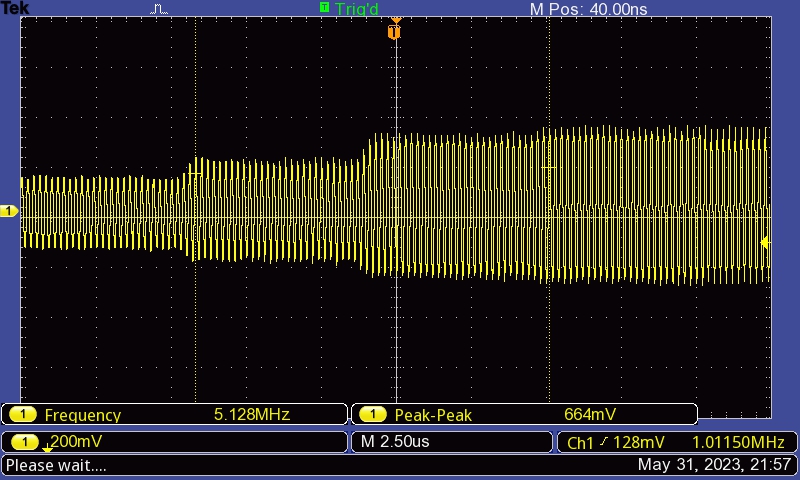 Tek T Trig'd M Pos: 40.00ns
T
1
1 Frequency 5.128MHz 1 Peak-Peak 664mV
1 200mV M 2.50us Ch1 128mV 1.01150MHz
Please wait.... May 31, 2023, 21:57